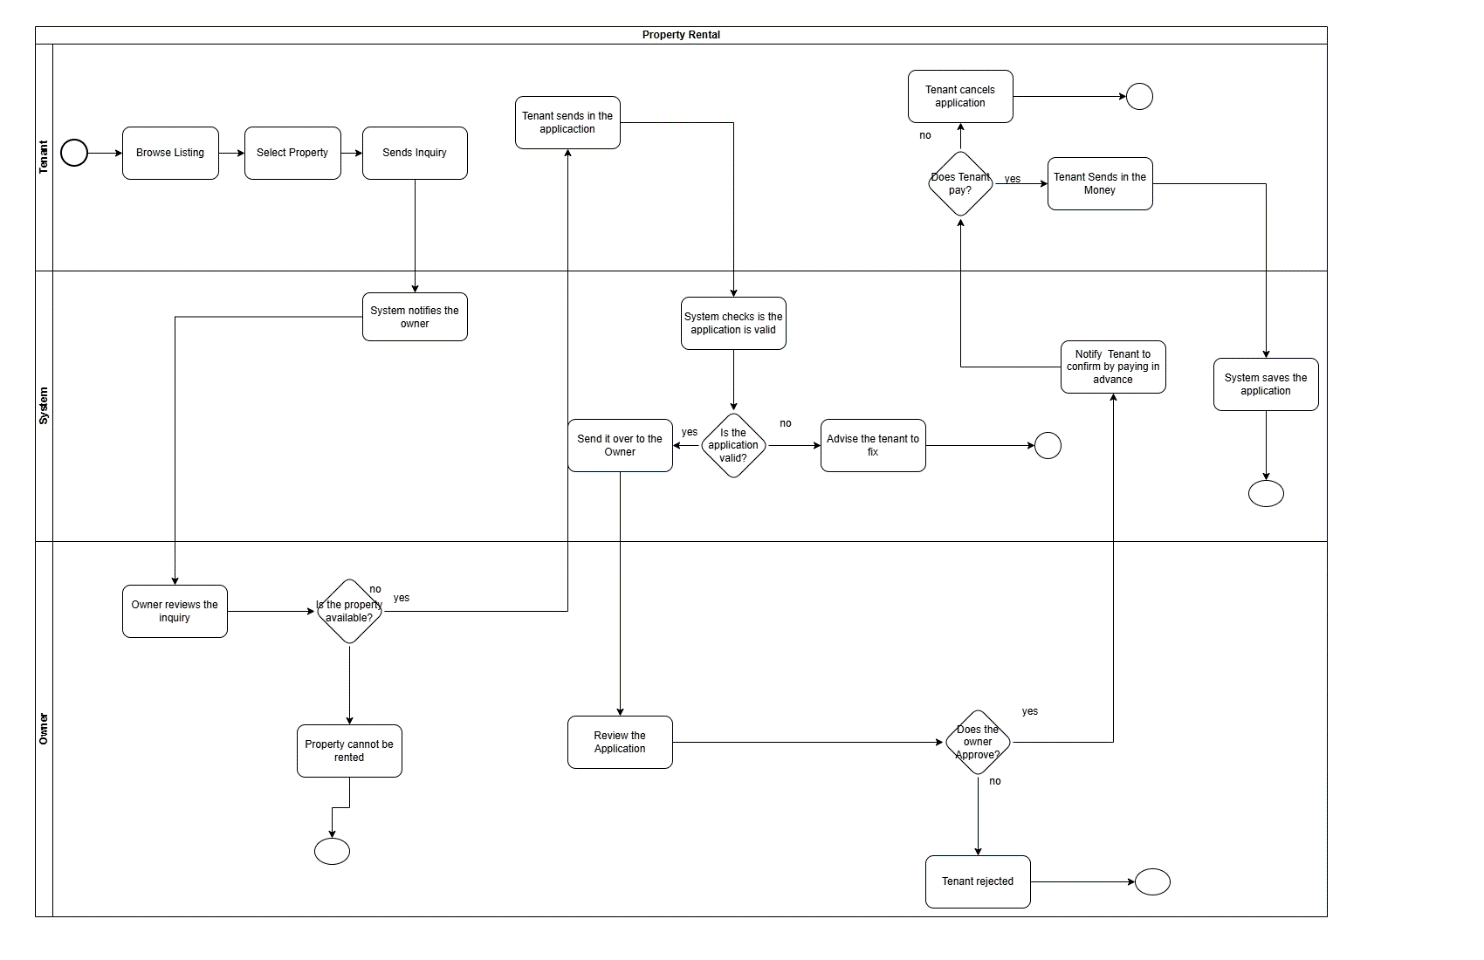 Property Rental
Tenant
Browse Listing
Select Property
Sends Inquiry
Tenant sends in the
applicaction
Tenant cancels
application
no
Does Tenant
pay?
yes
Tenant Sends in the
Money
System
System notifies the
owner
System checks is the
application is valid
Notify Tenant to
confirm by paying in
advance
System saves the
application
Send it over to the
Owner
yes
Is the
application
valid?
no
Advise the tenant to
fix
Owner
Owner reviews the
inquiry
Is the property
available?
no
yes
Property cannot be
rented
Review the
Application
Does the
owner
Approve?
yes
no
Tenant rejected